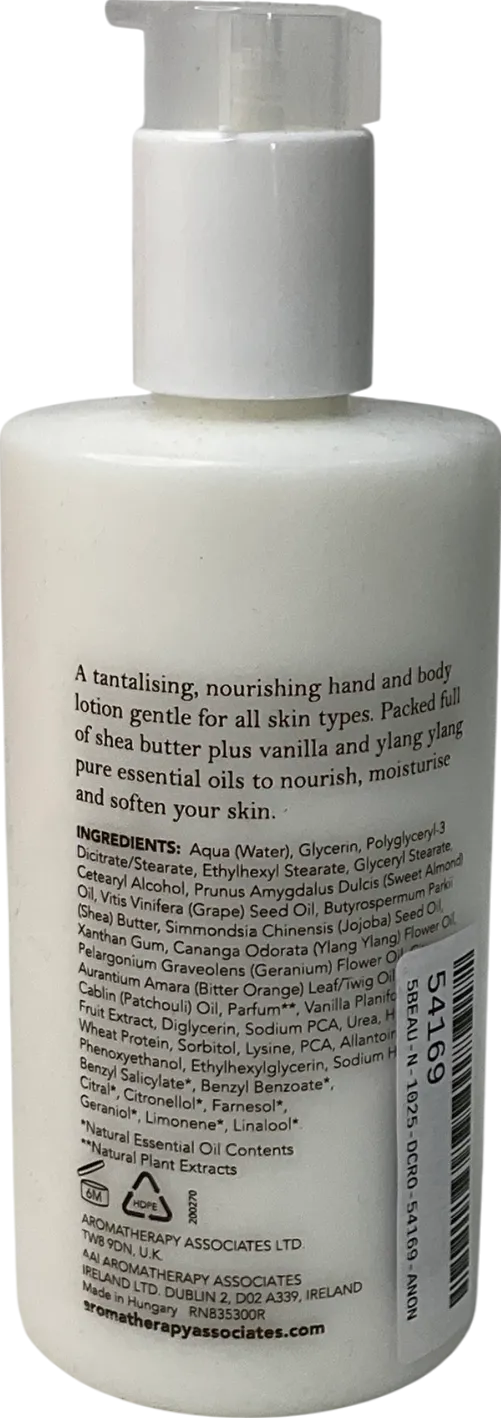 A tantalising, nourishing hand and body
lotion gentle for all skin types. Packed full
of shea butter plus vanilla and ylang ylang
pure essential oils to nourish, moisturise
and soften your skin.
INGREDIENTS: Aqua (Water), Glycerin, Polyglyceryl-3
Dicitrate/Stearate, Ethylhexyl Stearate, Glyceryl Stearate,
Cetearyl Alcohol, Prunus Amygdalus Dulcis (Sweet Almond)
Oil, Vitis Vinifera (Grape) Seed Oil, Butyrospermum Parkii
(Shea) Butter, Simmondsia Chinensis (Jojoba) Seed Oil,
Xanthan Gum, Cananga Odorata (Ylang Ylang) Flower Oil,
Pelargonium Graveolens (Geranium) Flower Oil,
Aurantium Amara (Bitter Orange) Leaf/Twig Oil
Cablin (Patchouli) Oil, Parfum**, Vanilla
Fruit Extract, Diglycerin, Sodium PCA, Urea,
Wheat Protein, Sorbitol, Lysine, PCA,
Phenoxyethanol, Ethylhexylglycerin, Sodium
Benzyl Salicylate*, Benzyl Benzoate*,
Citral*, Citronellol*, Farnesol*,
Geraniol*, Limonene*, Linalool*.
*Natural Essential Oil Contents
**Natural Plant Extracts
6M
HDPE
200270
AROMATHERAPY ASSOCIATES LTD.
TW8 9DN, U.K.
AAI AROMATHERAPY ASSOCIATES
IRELAND LTD. DUBLIN 2, D02 A339, IRELAND
Made in Hungary RN835300R
aromatherapyassociates.com
54169
5BEAU-N-1025-DCRO-54169-ANON